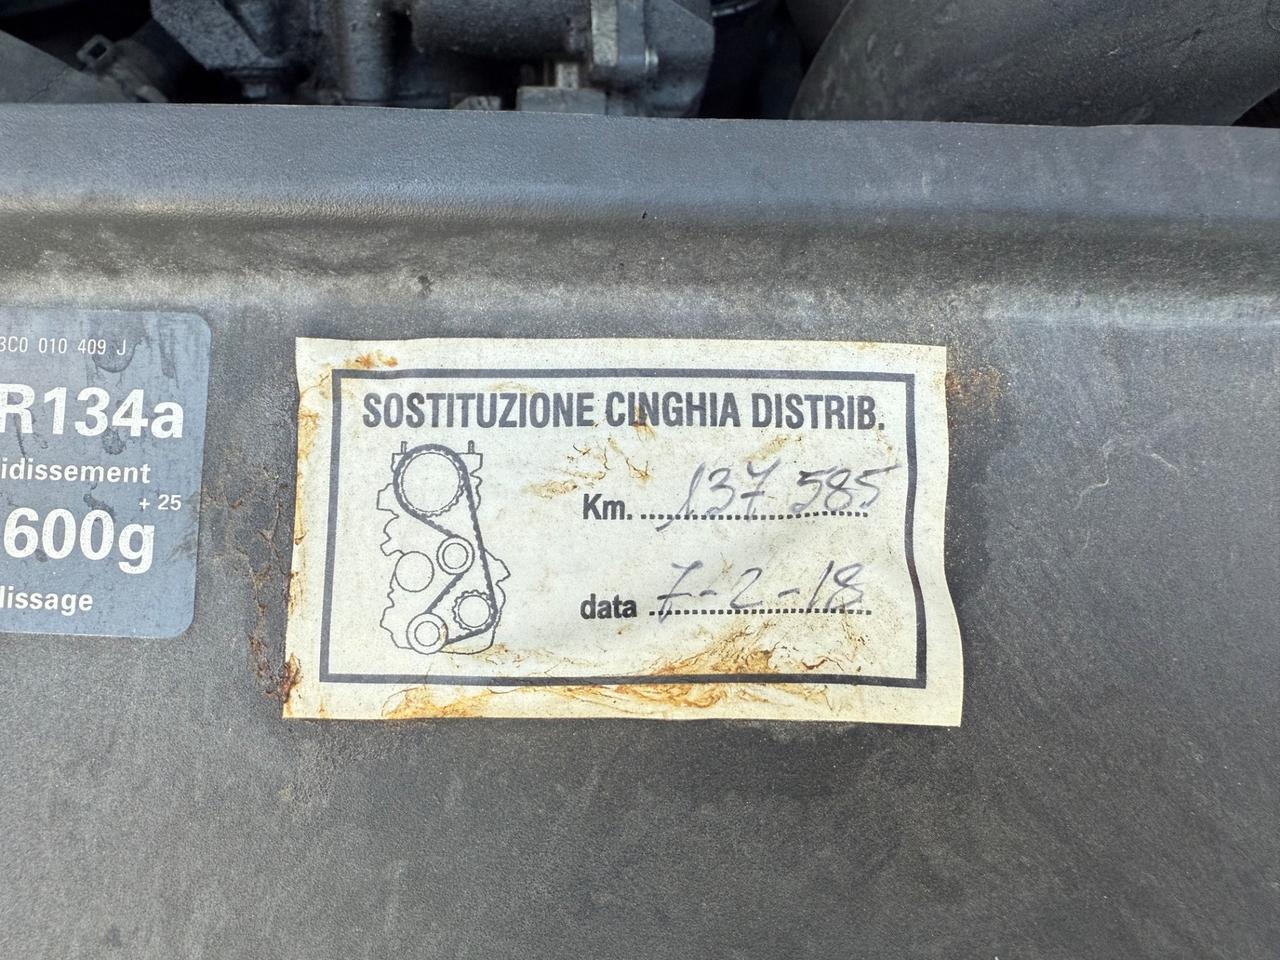 3C0 010 409 J
R134a
idissement
+ 25
600g
lissage
SOSTITUZIONE CINGHIA DISTRIB.
Km. 137 585
data 7-2-18